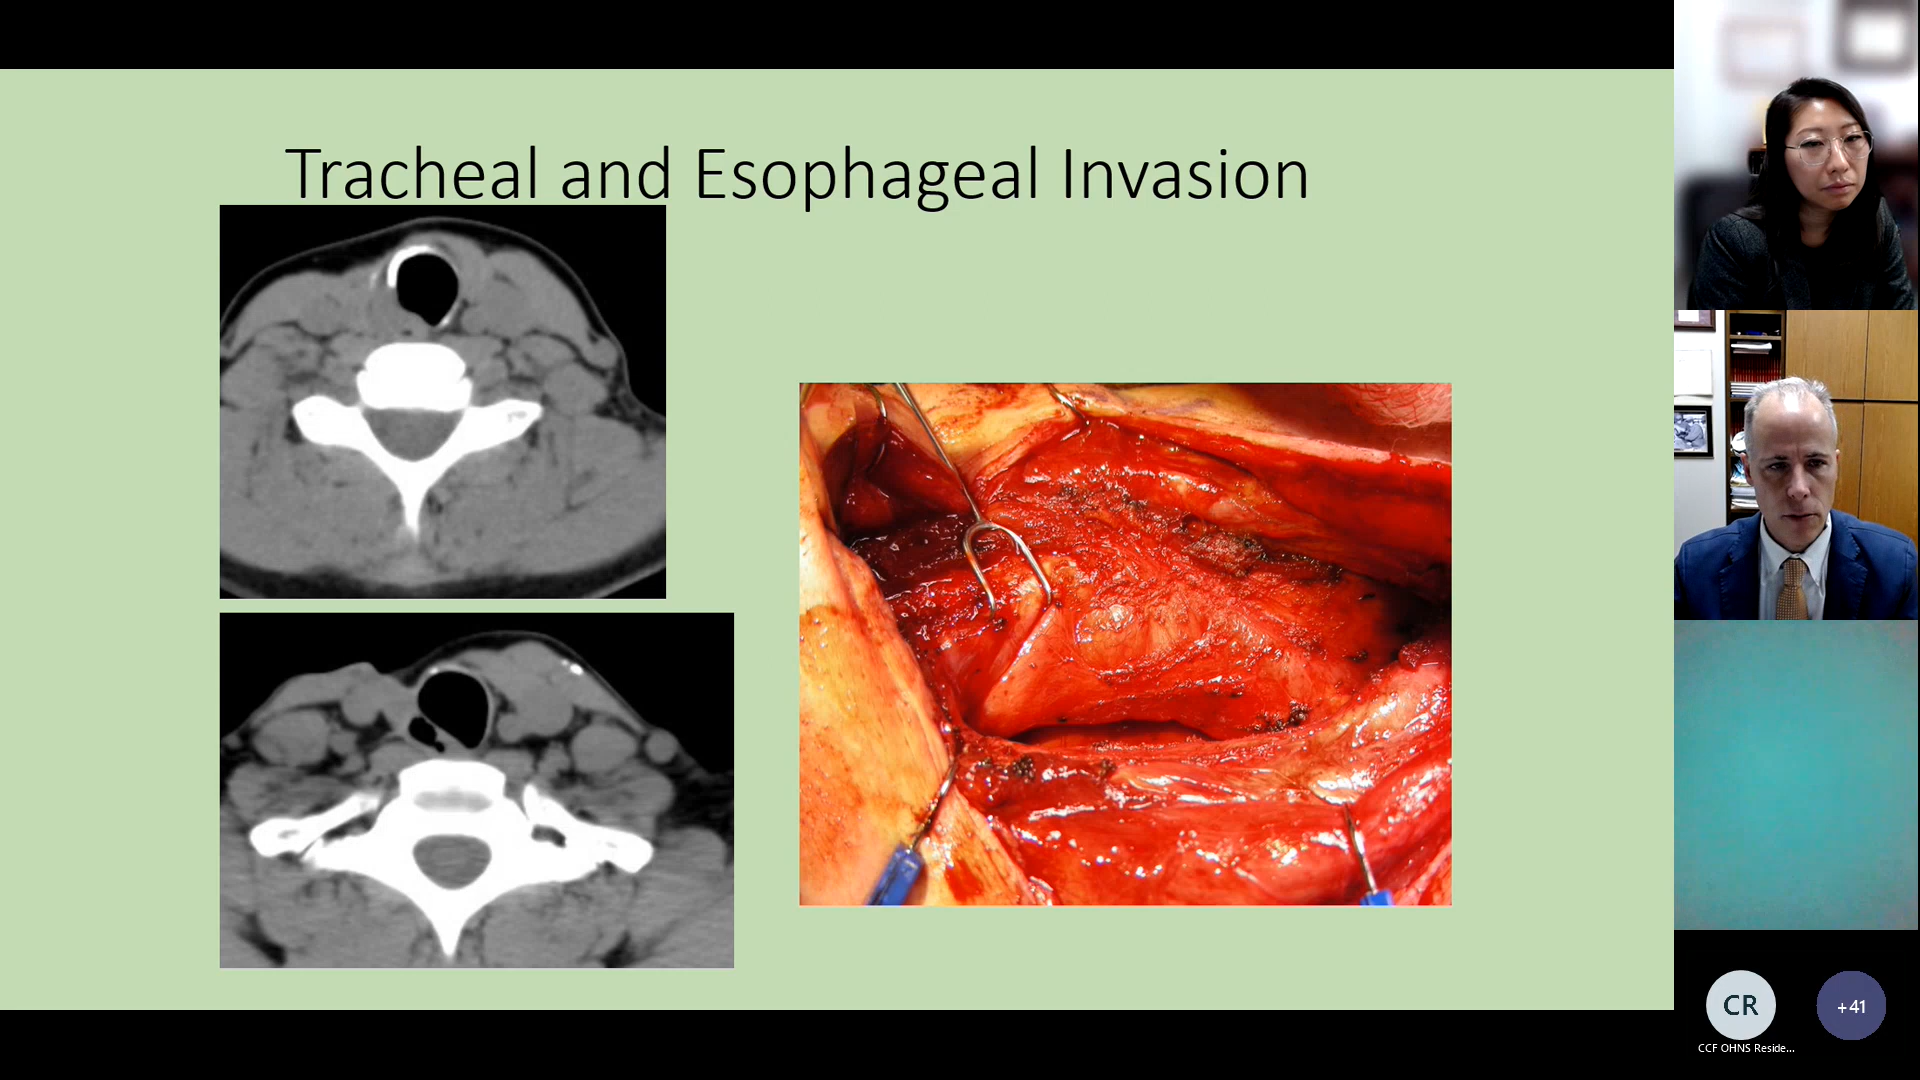 Tracheal and Esophageal Invasion
CR
+41
CCF OHNS Reside...